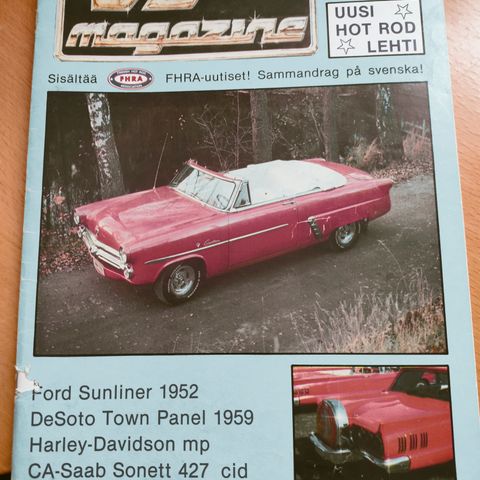 magazine
UUSI
HOT ROD
LEHTI
Sisältää FHRA FHRA-uutiset! Sammandrag på svenska!
Ford Sunliner 1952
DeSoto Town Panel 1959
Harley-Davidson mp
CA-Saab Sonett 427 cid